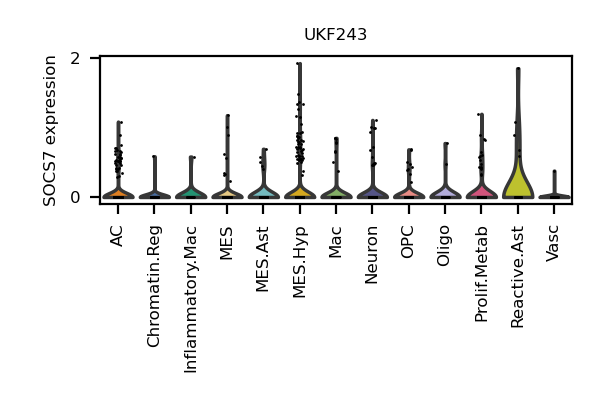 UKF243
SOCS7 expression
2
0
AC
Chromatin.Reg
Inflammatory.Mac
MES
MES.Ast
MES.Hyp
Mac
Neuron
OPC
Oligo
Prolif.Metab
Reactive.Ast
Vasc